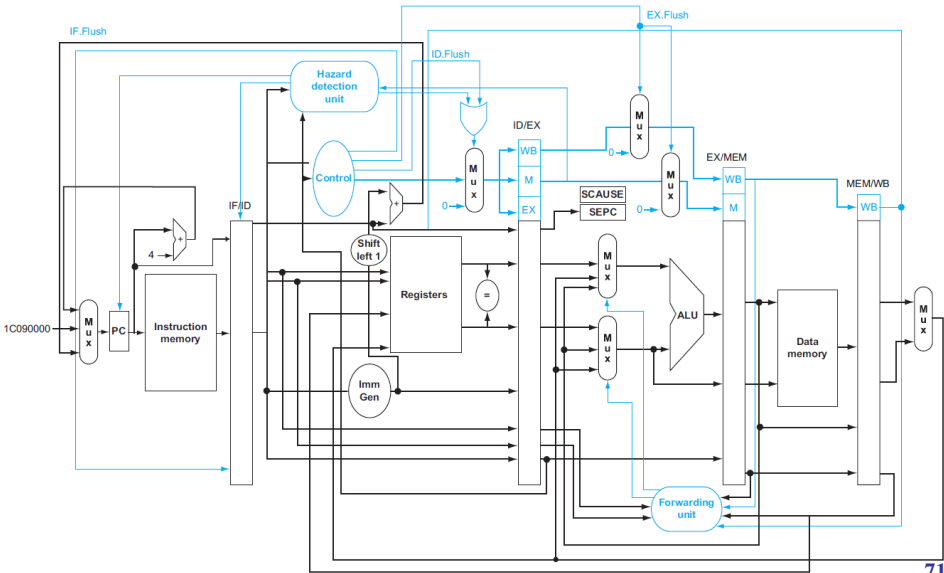 IF.Flush
EX.Flush
ID.Flush
Hazard
detection
unit
ID/EX
M
u
x
WB
0
EX/MEM
Control
M
u
x
M
M
u
x
WB
MEM/WB
0
EX
SCAUSE
SEPC
0
M
WB
IF/ID
+
+
4
Shift
left 1
M
u
x
Registers
=
ALU
1C090000
M
u
x
PC
Instruction
memory
M
u
x
Data
memory
M
u
x
Imm
Gen
Forwarding
unit
71